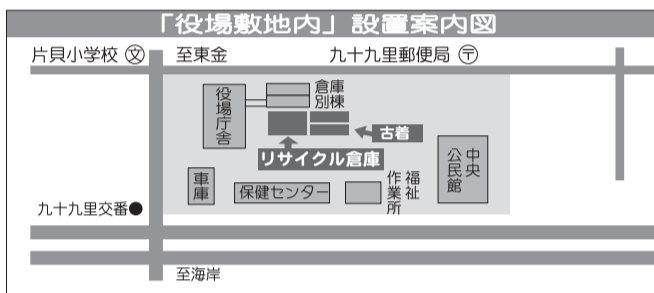 「役場敷地内」設置案内図
片貝小学校 文
至東金
九十九里郵便局 〒
役場庁舎
倉庫
別棟
古着
リサイクル倉庫
中央
公民館
車庫
保健センター
福祉
作業所
九十九里交番●
至海岸